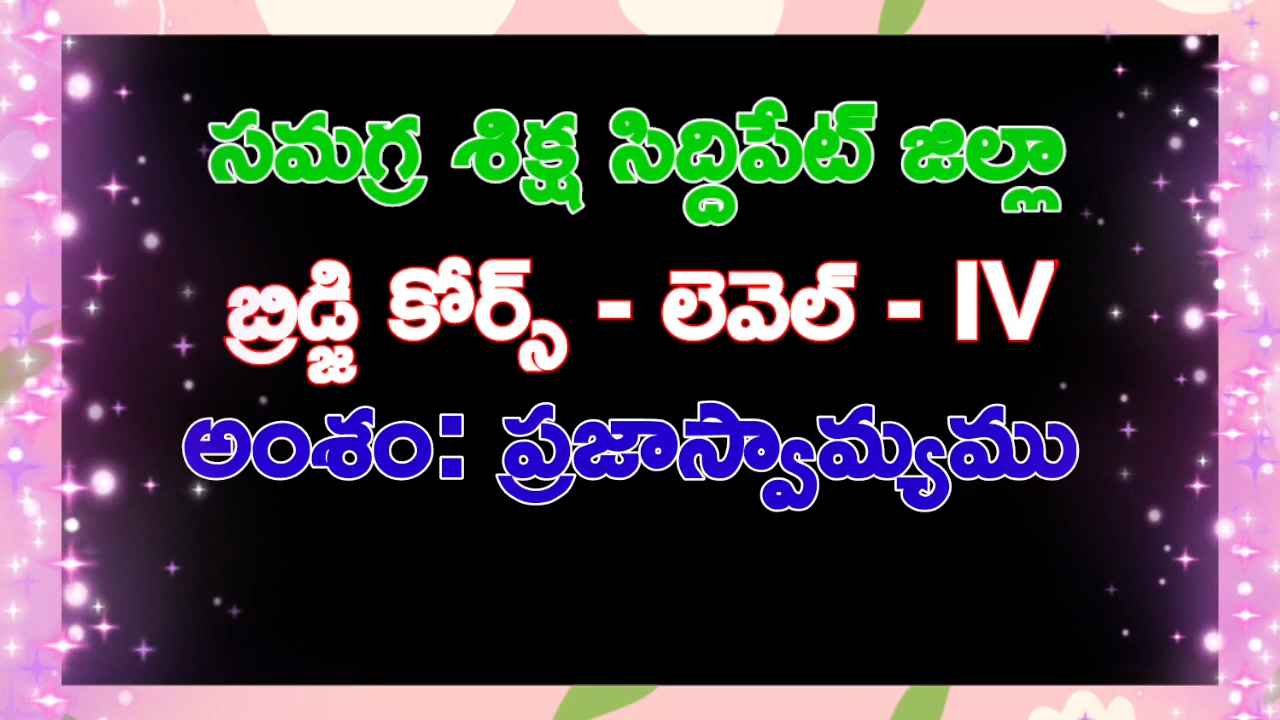 సమగ్ర శిక్ష సిద్దిపేట్ జిల్లా
బ్రిడ్జి కోర్స్ - లెవెల్ - IV
అంశం: ప్రజాస్వామ్యము